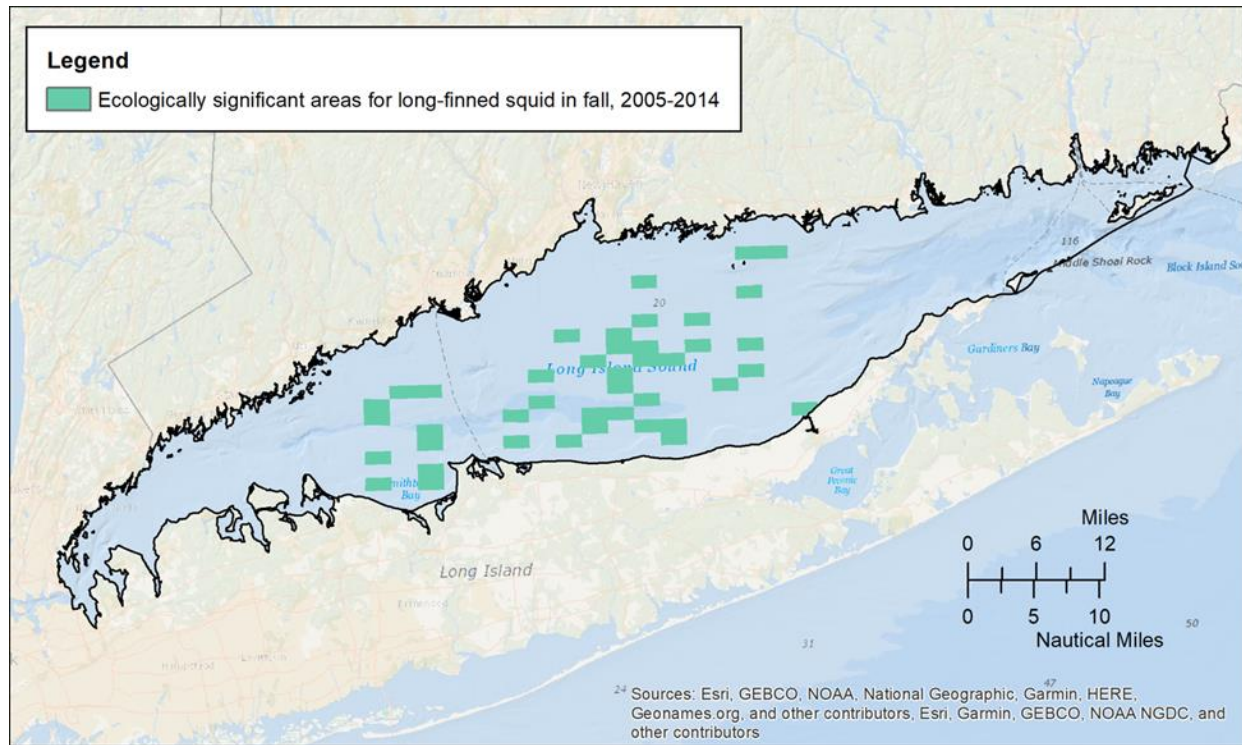 Legend
Ecologically significant areas for long-finned squid in fall, 2005-2014
116
Middle Shoal Rock
Block Island Sou
20
Long Island Sound
Gardiners Bay
Napeague
Bay
Great
Peconic
Bay
Bay
Long Island
Miles
0 6 12
0 5 10
Nautical Miles
50
31
47
24
Sources: Esri, GEBCO, NOAA, National Geographic, Garmin, HERE,
Geonames.org, and other contributors, Esri, Garmin, GEBCO, NOAA NGDC, and
other contributors